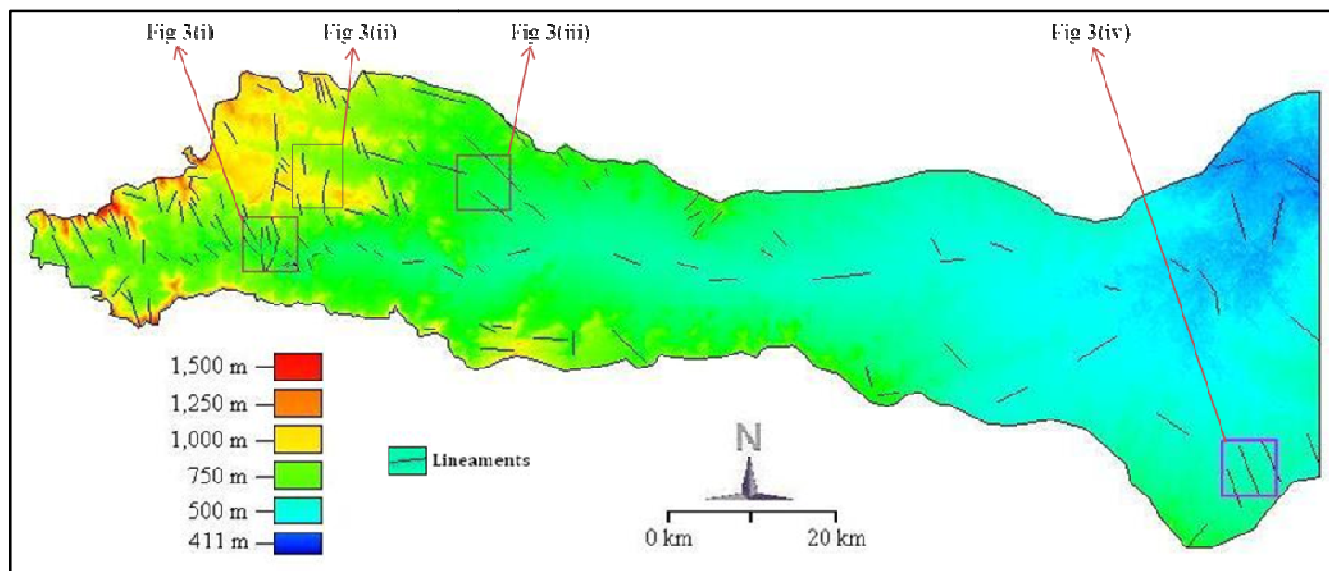 Fig 3(i)
Fig 3(ii)
Fig 3(iii)
Fig 3(iv)
1,500 m
1,250 m
1,000 m
750 m
500 m
411 m
Lineaments
N
0 km
20 km